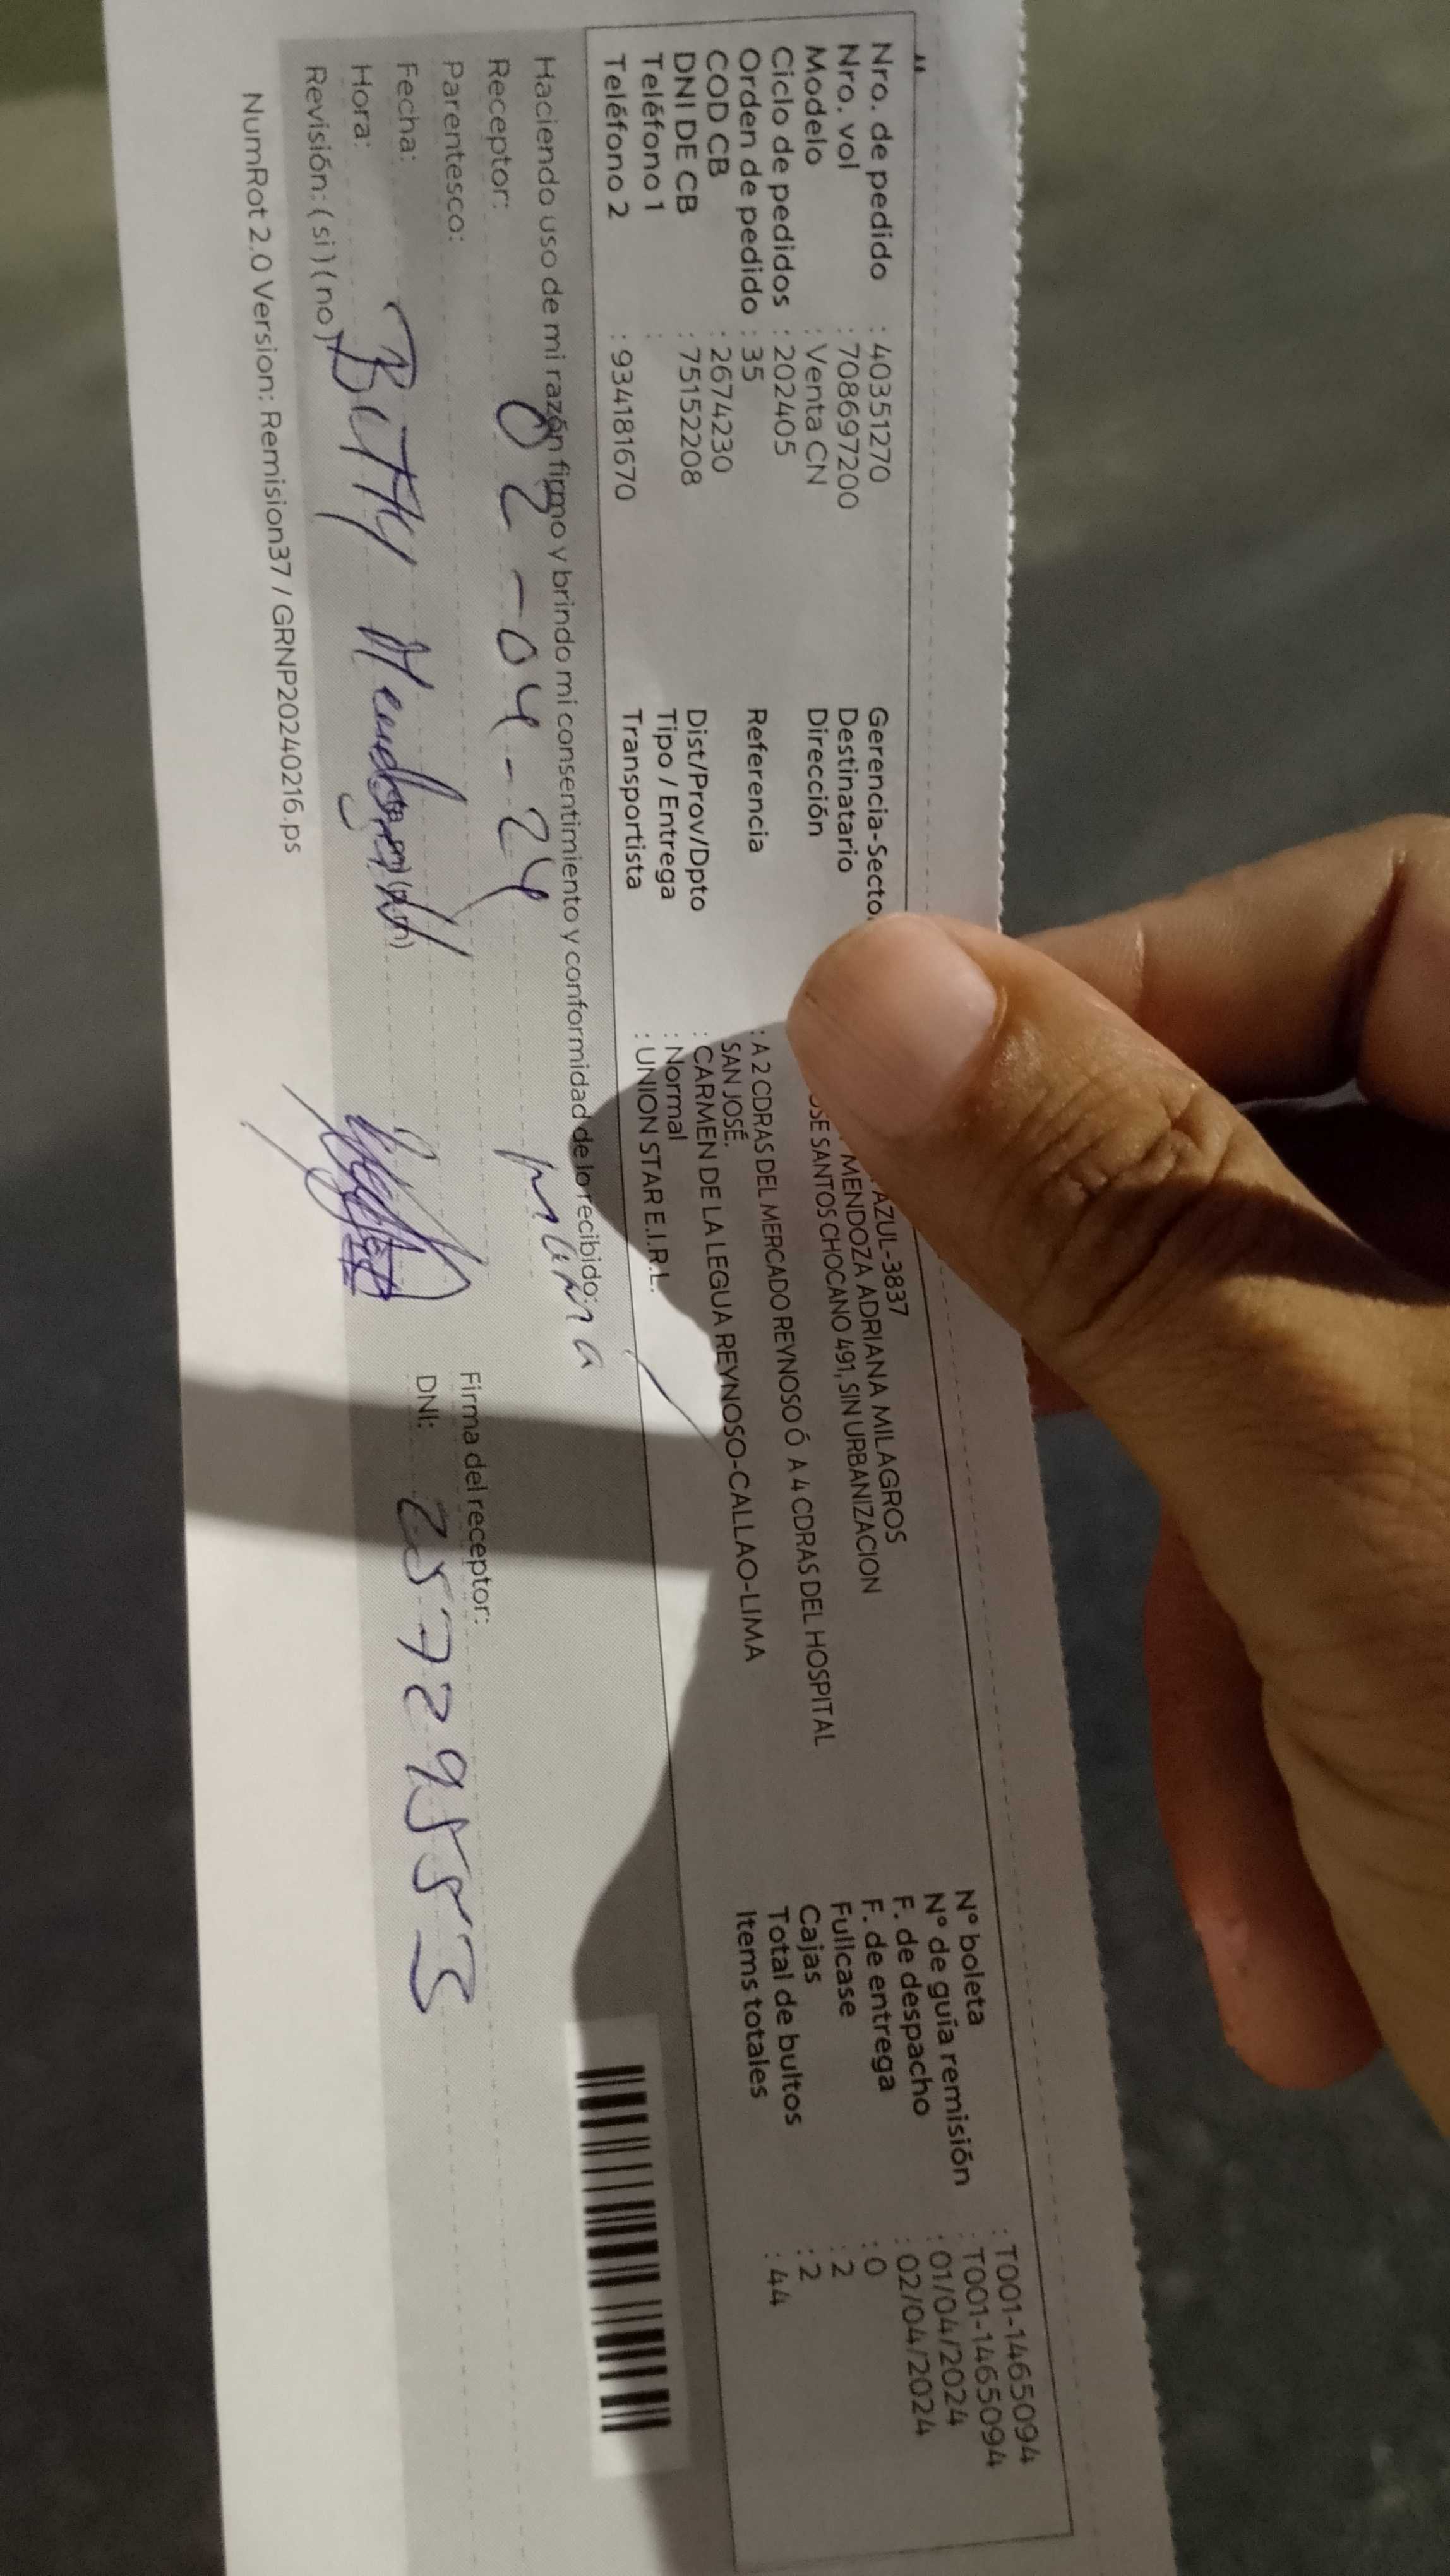 Nro. de pedido : 40351270
Nro. vol : 708697200
Modelo : Venta CN
Ciclo de pedidos : 202405
Orden de pedido : 35
COD CB : 2674230
DNI DE CB : 75152208
Teléfono 1 :
Teléfono 2 : 934181670
Gerencia-Secto AZUL-3837
Destinatario MENDOZA ADRIANA MILAGROS
Dirección SANTOS CHOCANO 491, SIN URBANIZACION
Referencia : A 2 CDRAS DEL MERCADO REYNOSO Ó A 4 CDRAS DEL HOSPITAL
SAN JOSÉ.
Dist/Prov/Dpto : CARMEN DE LA LEGUA REYNOSO-CALLAO-LIMA
Tipo / Entrega : Normal
Transportista : UNION STAR E.I.R.L.
Nº boleta : T001-1465094
Nº de guía remisión : T001-1465094
F. de despacho : 01/04/2024
F. de entrega : 02/04/2024
Fullcase : 0
Cajas : 2
Total de bultos : 2
Items totales : 44
Haciendo uso de mi razón firmo y brindo mi consentimiento y conformidad de lo recibido:
Receptor: 02-04-24 mamá
Parentesco:
Fecha:
Hora: Betty
Revisión: (si) (no)
Firma del receptor:
DNI: 25729553
NumRot 2.0 Version: Remision37 / GRNP20240216.ps